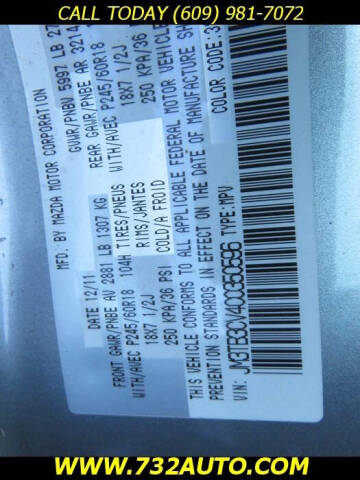 CALL TODAY (609) 981-7072
MFD. BY MAZDA MOTOR CORPORATION
GVWR/PNBV 5997 LB 27
DATE: 12/11
FRONT GAWR/PNBE AV 2881 LB 1307 KG
REAR GAWR/PNBE AR 3214
WITH/AVEC P245/60R18 104H TIRES/PNEUS WITH/AVEC P245/60R18
18X7 1/2J RIMS/JANTES 18X7 1/2J
250 KPA/36 PSI COLD/A FROID 250 KPA/36
THIS VEHICLE CONFORMS TO ALL APPLICABLE FEDERAL MOTOR VEHICLE
STANDARDS IN EFFECT ON THE DATE OF MANUFACTURE SH
VIN: JM3TB3CV4C0350596 TYPE:MPV COLOR CODE:3
WWW.732AUTO.COM